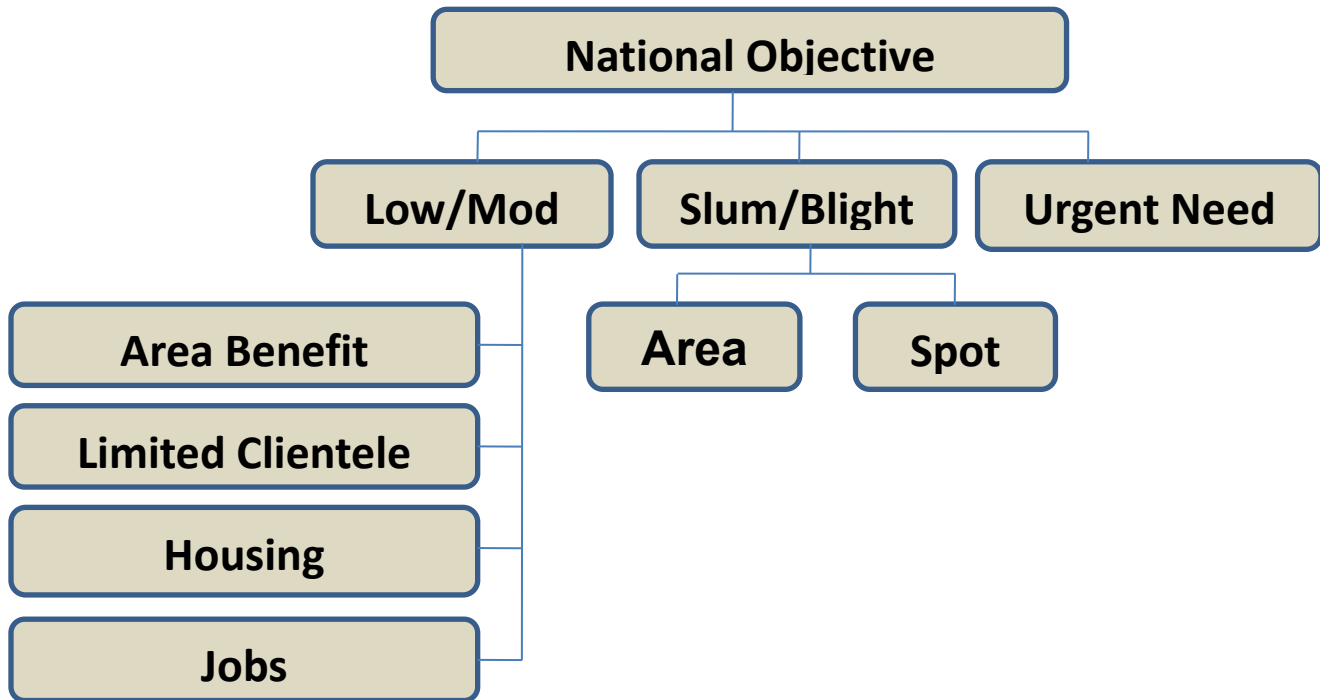 National Objective
Low/Mod
Slum/Blight
Urgent Need
Area Benefit
Limited Clientele
Housing
Jobs
Area
Spot